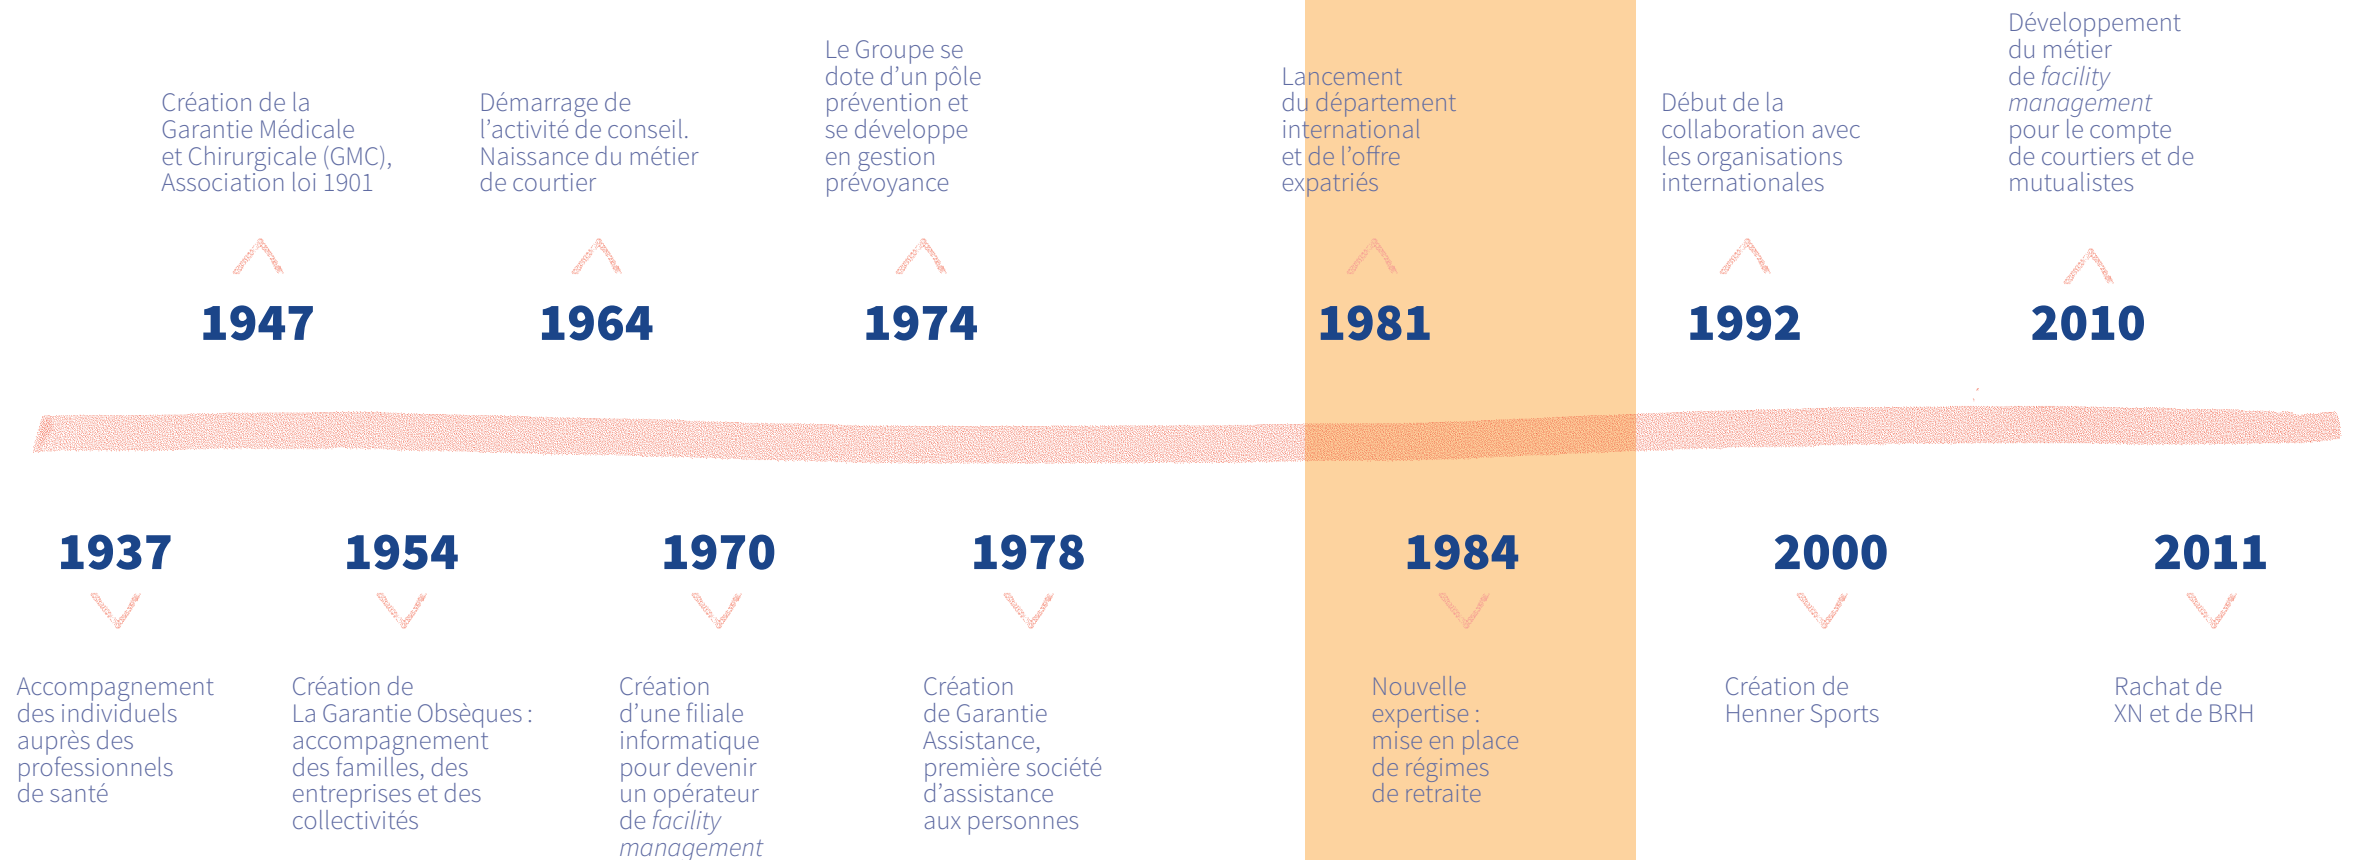 Création de la
Garantie Médicale
et Chirurgicale (GMC),
Association loi 1901
1947
Démarrage de
l’activité de conseil.
Naissance du métier
de courtier
1964
Le Groupe se
dote d’un pôle
prévention et
se développe
en gestion
prévoyance
1974
Lancement
du département
international
et de l’offre
expatriés
1981
Début de la
collaboration avec
les organisations
internationales
1992
Développement
du métier
de facility
management
pour le compte
de courtiers et de
mutualistes
2010
1937
Accompagnement
des individuels
auprès des
professionnels
de santé
1954
Création de
La Garantie Obsèques :
accompagnement
des familles, des
entreprises et des
collectivités
1970
Création
d’une filiale
informatique
pour devenir
un opérateur
de facility
management
1978
Création
de Garantie
Assistance,
première société
d’assistance
aux personnes
1984
Nouvelle
expertise :
mise en place
de régimes
de retraite
2000
Création de
Henner Sports
2011
Rachat de
XN et de BRH